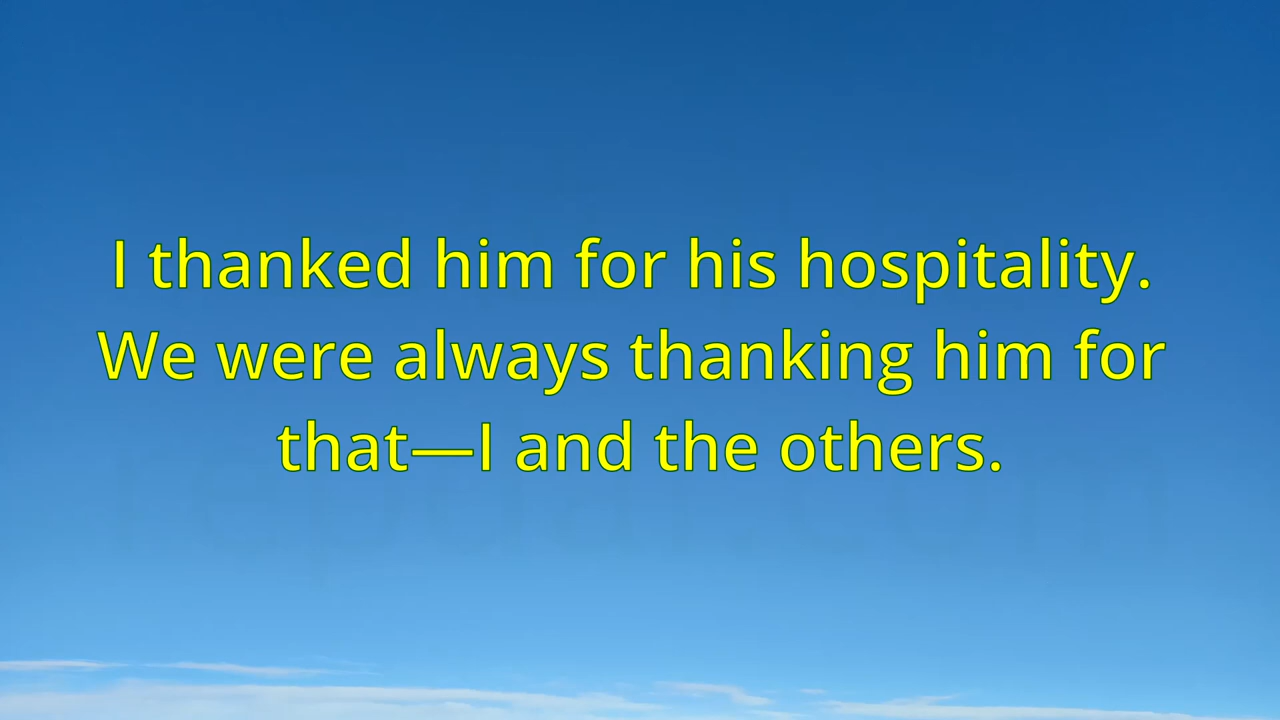 I thanked him for his hospitality.
We were always thanking him for
that—I and the others.